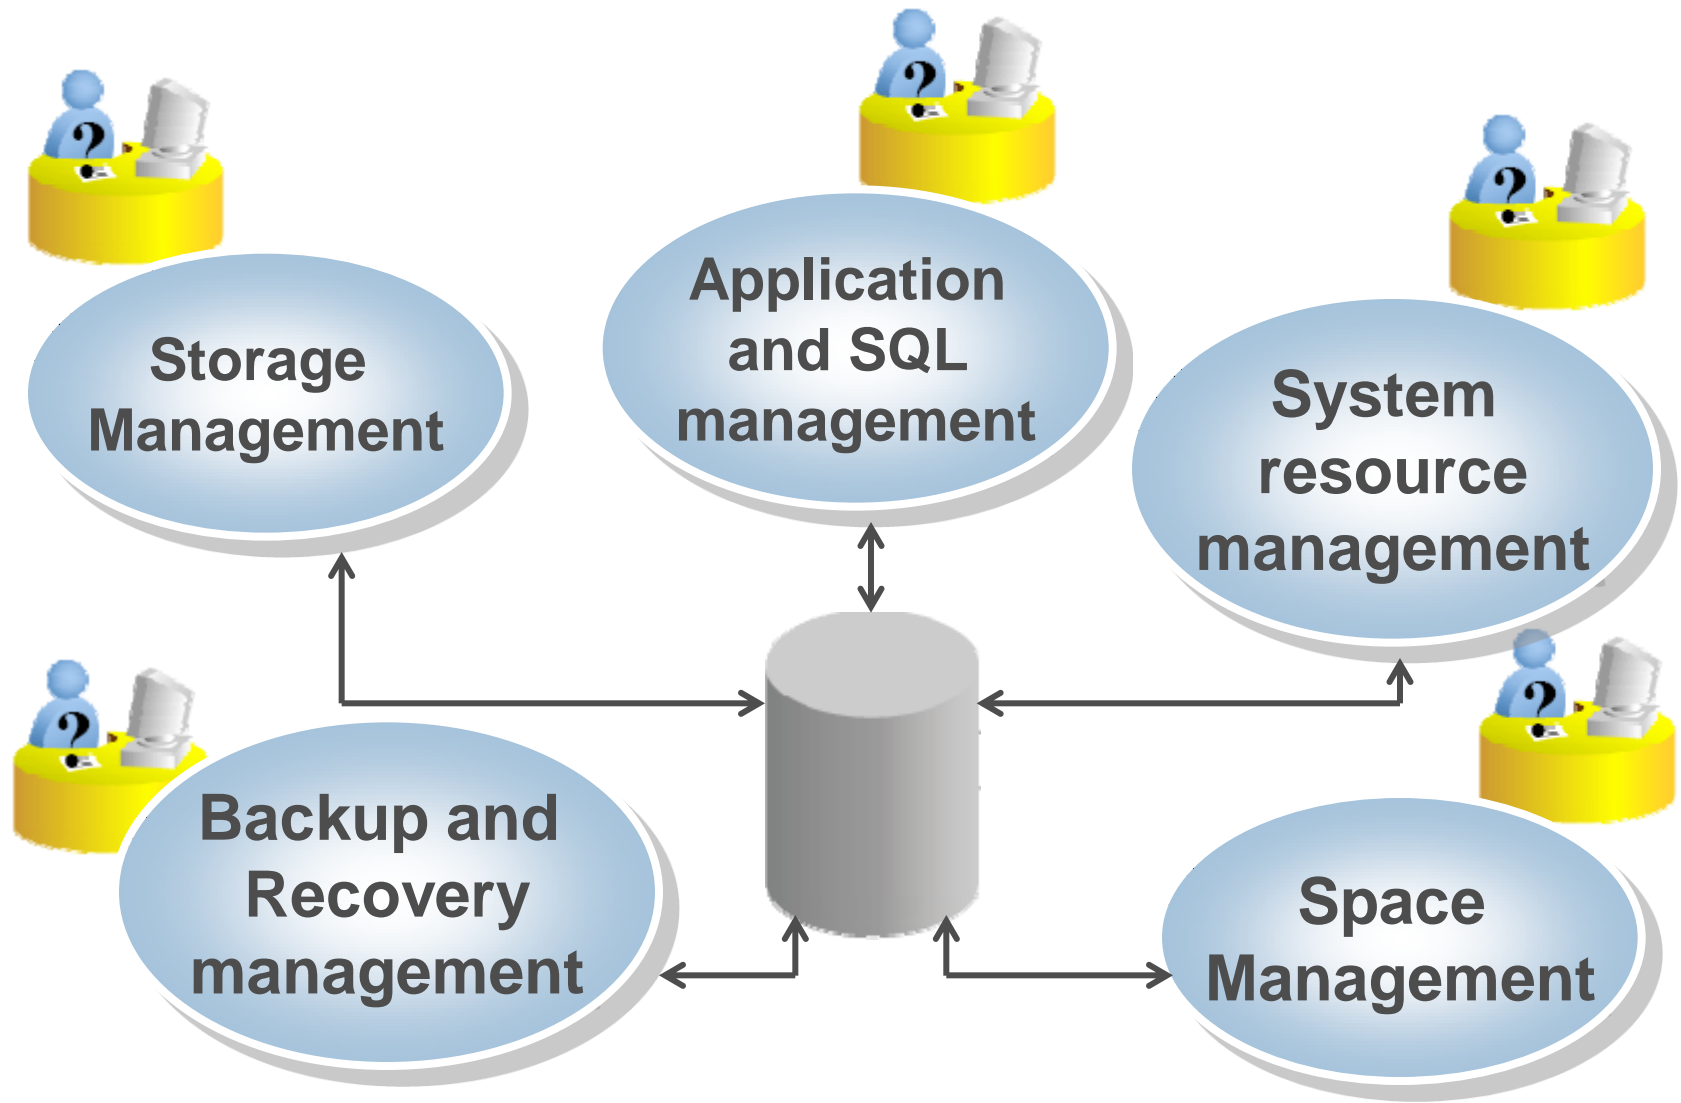 ?
Storage
Management
?
Application
and SQL
management
?
System
resource
management
?
Backup and
Recovery
management
?
Space
Management